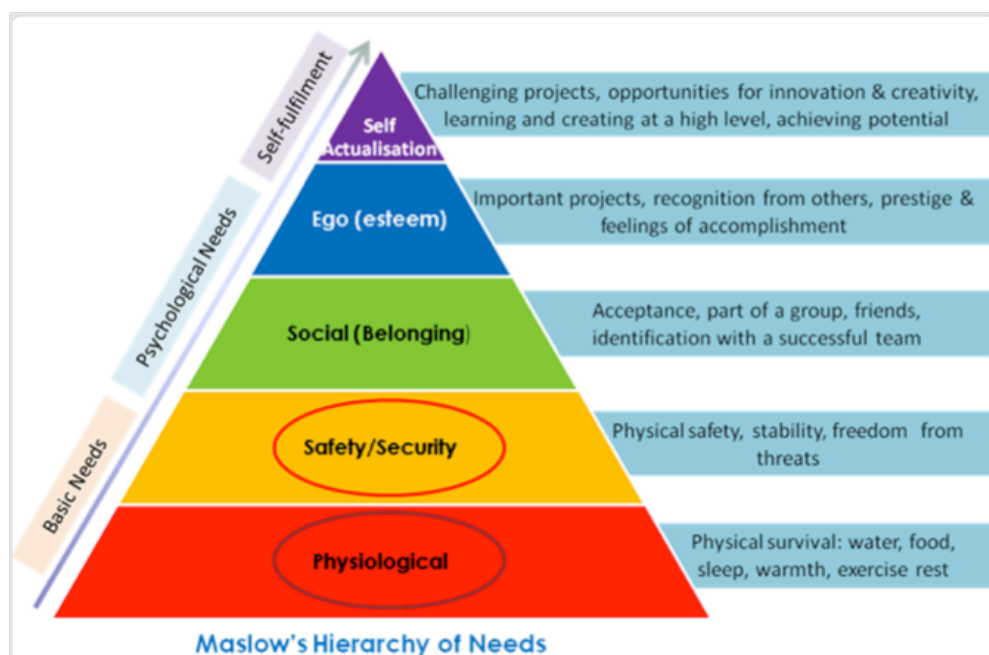 Self-fulfilment
Psychological Needs
Basic Needs
Self
Actualisation
Challenging projects, opportunities for innovation & creativity,
learning and creating at a high level, achieving potential
Ego (esteem)
Important projects, recognition from others, prestige &
feelings of accomplishment
Social (Belonging)
Acceptance, part of a group, friends,
identification with a successful team
Safety/Security
Physical safety, stability, freedom from
threats
Physiological
Physical survival: water, food,
sleep, warmth, exercise rest
Maslow's Hierarchy of Needs